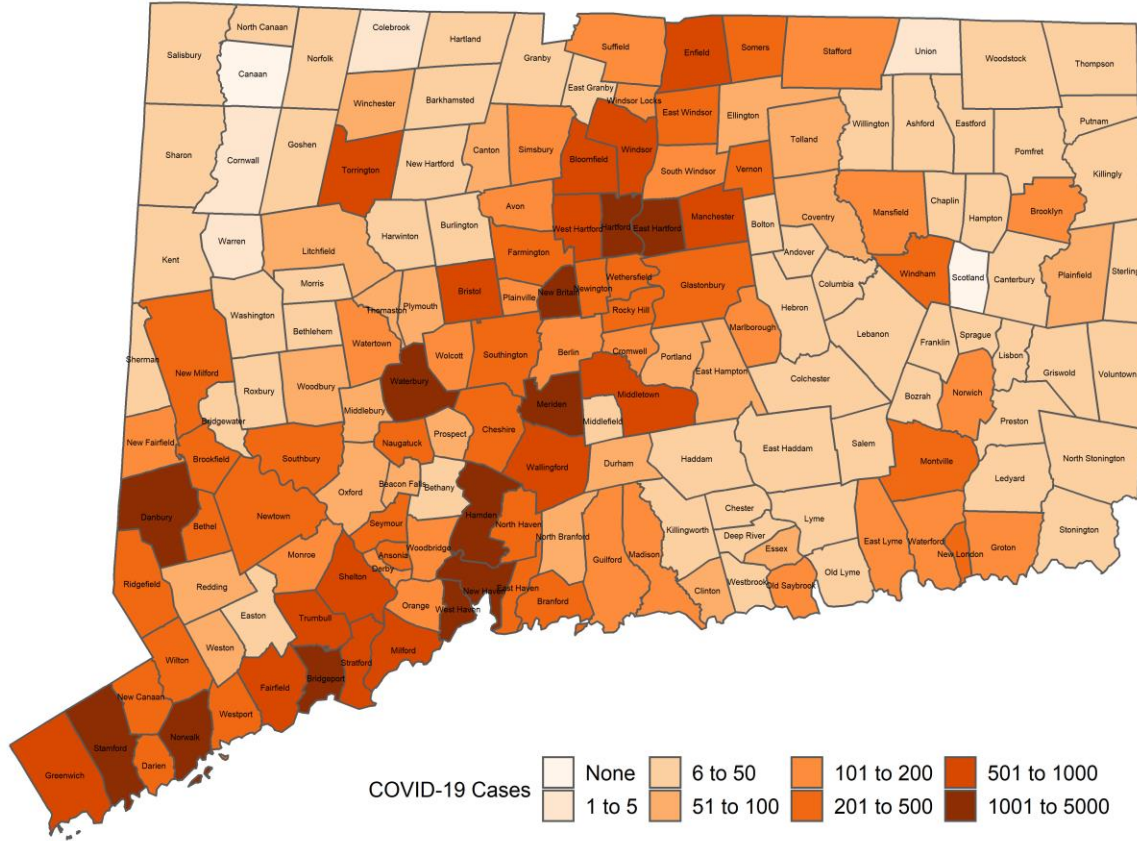 North Canaan
Colebrook
Hartland
Suffield
Enfield
Somers
Stafford
Union
Woodstock
Thompson
Salisbury
Canaan
Norfolk
Granby
East Granby
Windsor Locks
Winchester
Barkhamsted
East Windsor
Ellington
Willington
Ashford
Eastford
Putnam
Sharon
Cornwall
Goshen
Torrington
New Hartford
Canton
Simsbury
Bloomfield
Windsor
South Windsor
Vernon
Tolland
Pomfret
Killingly
Kent
Warren
Litchfield
Harwinton
Burlington
Avon
West Hartford
Hartford
East Hartford
Manchester
Bolton
Coventry
Mansfield
Chaplin
Hampton
Brooklyn
Farmington
Andover
Columbia
Windham
Scotland
Canterbury
Plainfield
Sterling
Morris
Washington
Bethlehem
Thomaston
Plymouth
Bristol
Plainville
New Britain
Newington
Wethersfield
Glastonbury
Rocky Hill
Marlborough
Hebron
Lebanon
Franklin
Sprague
Lisbon
Griswold
Voluntown
Sherman
New Milford
Roxbury
Woodbury
Watertown
Waterbury
Wolcott
Southington
Berlin
Cromwell
Portland
East Hampton
Colchester
Bozrah
Norwich
Preston
Bridgewater
Middlebury
Meriden
Middlefield
Middletown
New Fairfield
Brookfield
Southbury
Naugatuck
Prospect
Cheshire
Wallingford
Durham
Haddam
East Haddam
Salem
Montville
Ledyard
North Stonington
Danbury
Bethel
Newtown
Oxford
Beacon Falls
Bethany
Hamden
North Haven
North Branford
Killingworth
Chester
Deep River
Essex
Lyme
East Lyme
Waterford
New London
Groton
Stonington
Ridgefield
Redding
Monroe
Seymour
Ansonia
Derby
Woodbridge
Guilford
Madison
Clinton
Westbrook
Old Saybrook
Old Lyme
Easton
Shelton
Orange
New Haven
West Haven
East Haven
Branford
Wilton
Weston
Trumbull
Stratford
Milford
New Canaan
Westport
Fairfield
Bridgeport
Greenwich
Stamford
Darien
Norwalk
COVID-19 Cases
None
6 to 50
101 to 200
501 to 1000
1 to 5
51 to 100
201 to 500
1001 to 5000